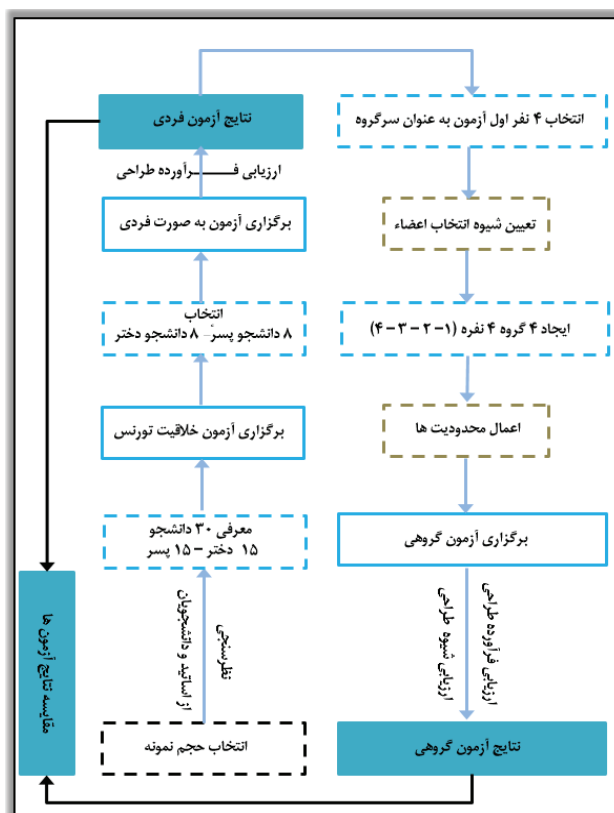 نتایج آزمون فردی
ارزیابی فـــــــرآورده طراحی
برگزاری آزمون به صورت فردی
انتخاب
۸ دانشجو پسر– ۸ دانشجو دختر
برگزاری آزمون خلاقیت تورنس
معرفی ۳۰ دانشجو
۱۵ دختر – ۱۵ پسر
نظرسنجی
از اساتید و دانشجویان
انتخاب حجم نمونه
انتخاب ۴ نفر اول آزمون به عنوان سرگروه
تعیین شیوه انتخاب اعضاء
ایجاد ۴ گروه ۴ نفره (۱-۲-۳-۴)
اعمال محدودیت ها
برگزاری آزمون گروهی
ارزیابی فرآورده طراحی
ارزیابی شیوه طراحی
نتایج آزمون گروهی
مقایسه نتایج آزمون ها